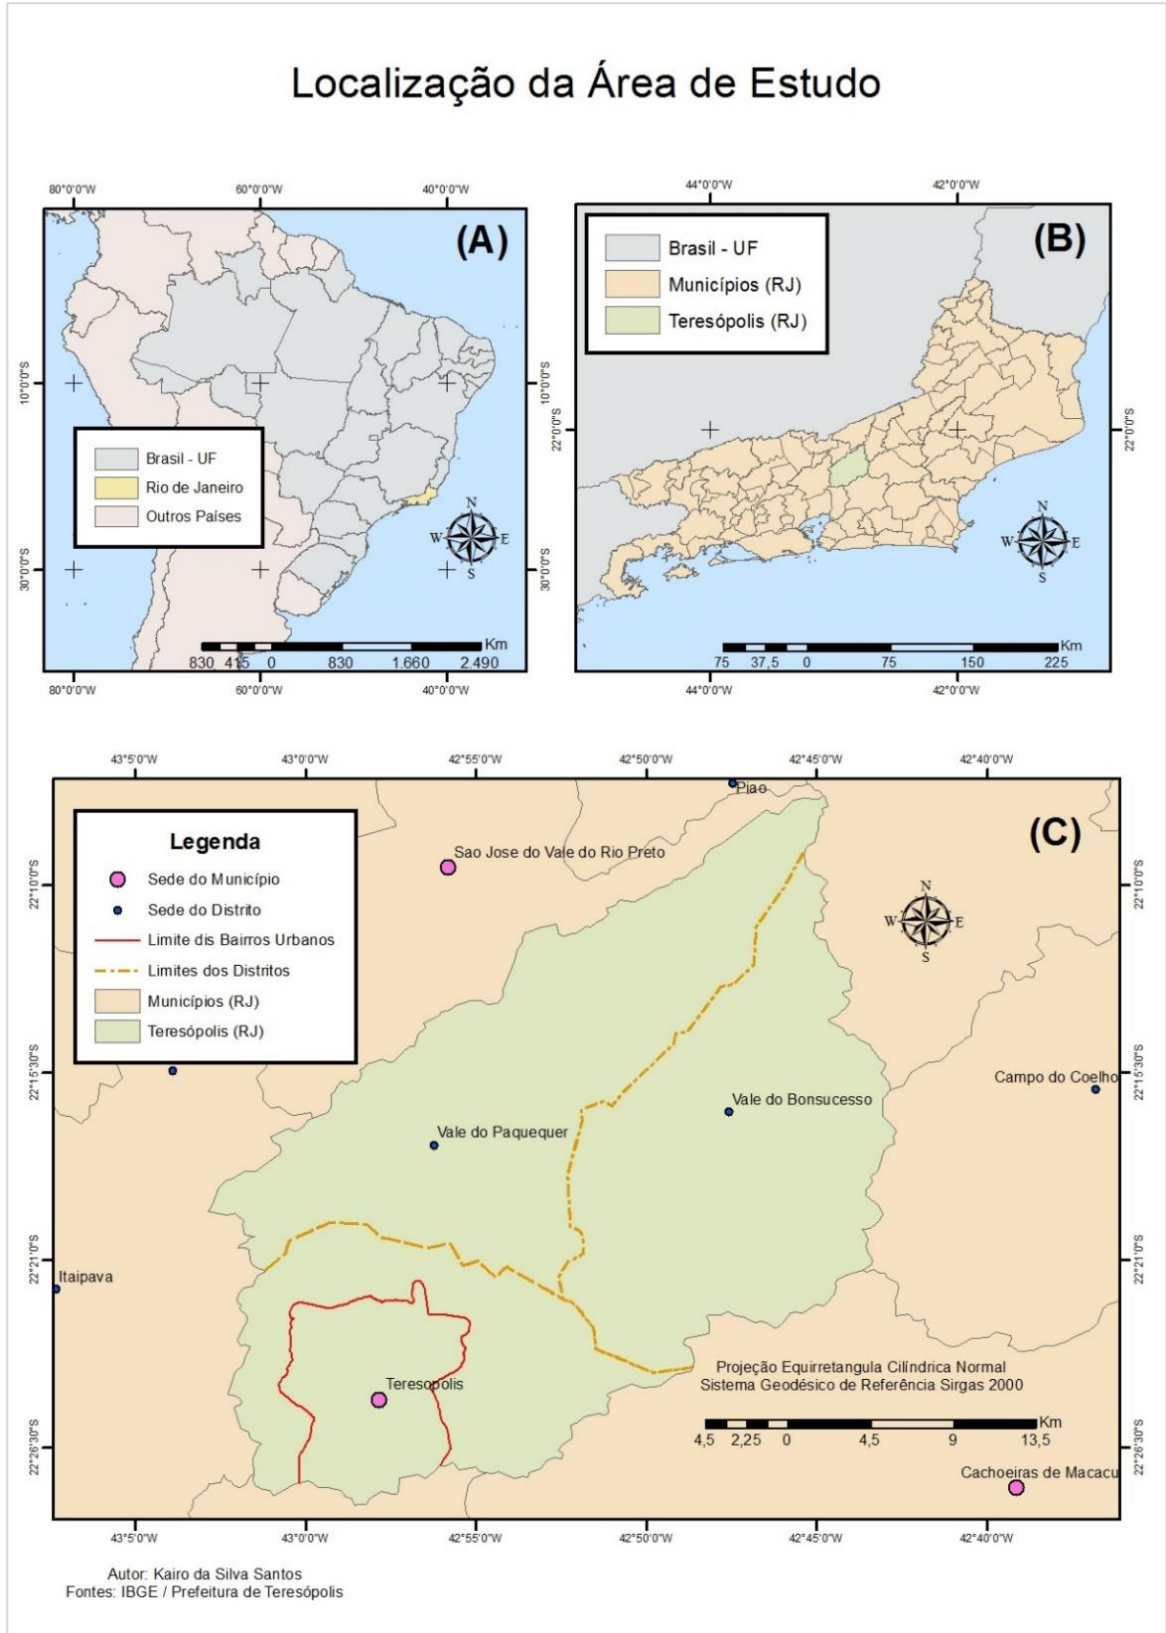 Localização da Área de Estudo
80°0'0"W 60°0'0"W 40°0'0"W
(A)
10°0'0"S 10°0'0"S
Brasil - UF
Rio de Janeiro
Outros Países
N
W E
S
30°0'0"S 30°0'0"S
Km
830 415 0 830 1.660 2.490
80°0'0"W 60°0'0"W 40°0'0"W
44°0'0"W 42°0'0"W
(B)
Brasil - UF
Municípios (RJ)
Teresópolis (RJ)
22°0'0"S 22°0'0"S
N
W E
S
Km
75 37,5 0 75 150 225
44°0'0"W 42°0'0"W
43°5'0"W 43°0'0"W 42°55'0"W 42°50'0"W 42°45'0"W 42°40'0"W
Piao
(C)
Legenda
Sede do Município
Sede do Distrito
Limite dis Bairros Urbanos
Limites dos Distritos
Municípios (RJ)
Teresópolis (RJ)
Sao Jose do Vale do Rio Preto
22°10'0"S 22°10'0"S
N
W E
S
22°15'30"S 22°15'30"S
Campo do Coelho
Vale do Bonsucesso
Vale do Paquequer
22°21'0"S 22°21'0"S
Itaipava
Teresopolis
Projeção Equirretangula Cilíndrica Normal
Sistema Geodésico de Referência Sirgas 2000
Km
4,5 2,25 0 4,5 9 13,5
22°26'30"S 22°26'30"S
Cachoeiras de Macacu
43°5'0"W 43°0'0"W 42°55'0"W 42°50'0"W 42°45'0"W 42°40'0"W
Autor: Kairo da Silva Santos
Fontes: IBGE / Prefeitura de Teresópolis